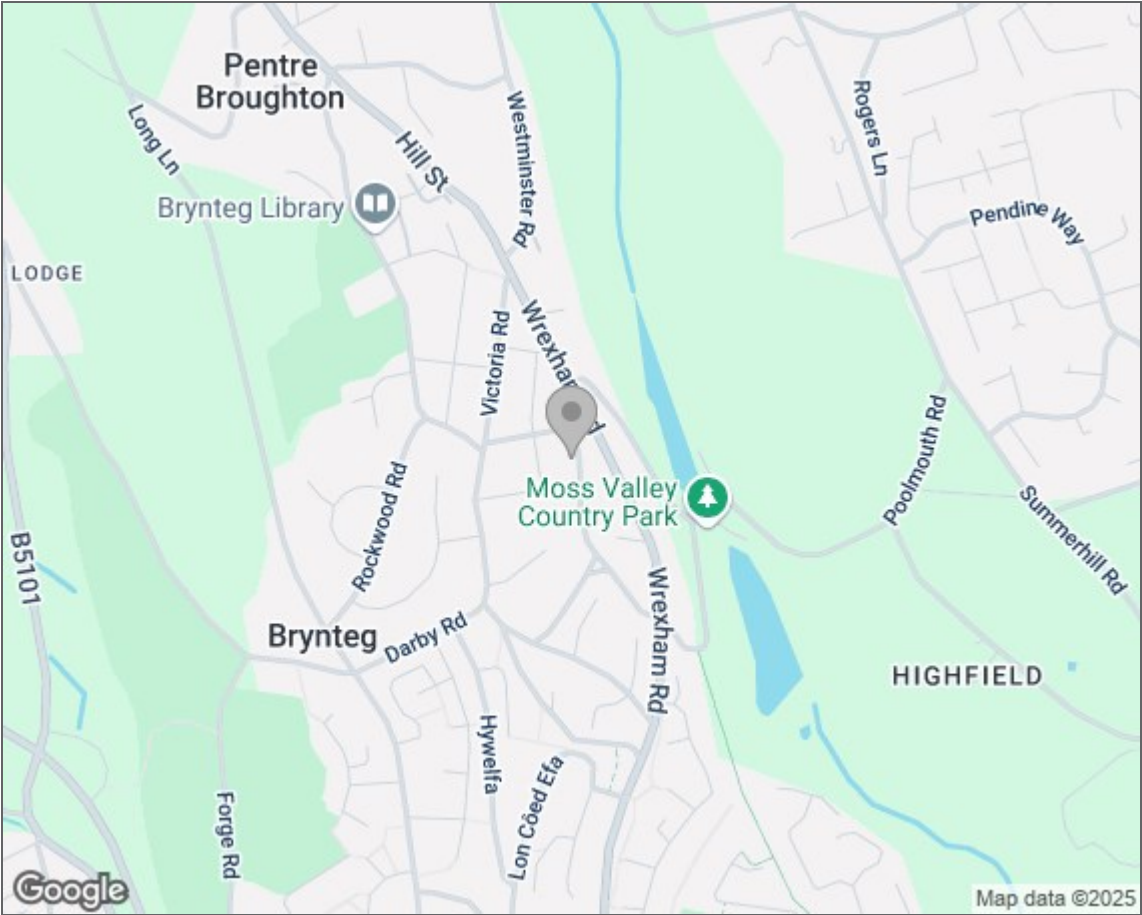 Pentre
Broughton
Long Ln
Hill St
Westminster Rd
Rogers Ln
Brynteg Library
Pendine Way
LODGE
Victoria Rd
Wrexham Rd
Poolmouth Rd
Moss Valley
Country Park
Rockwood Rd
Summerhill Rd
B5101
Wrexham Rd
Brynteg
Darby Rd
HIGHFIELD
Hywelfa
Lon Côed Efa
Forge Rd
Google
Map data ©2025